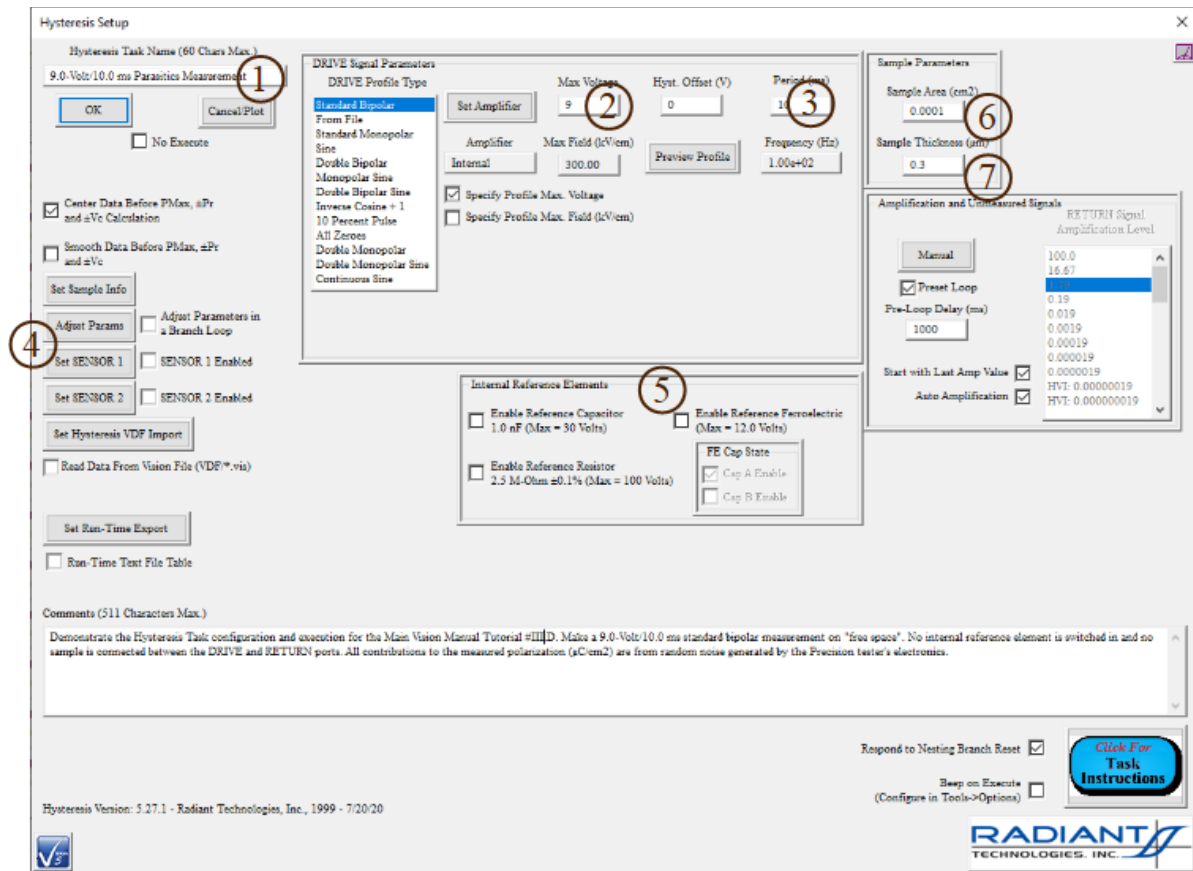 Hysteresis Setup
Hysteresis Task Name (60 Chars Max.)
9.0-Volt/10.0 ms Parasitics Measurement
1
OK
Cancel/Plot
No Execute
Center Data Before PMax, ±Pr
and ±Vc Calculation
Smooth Data Before PMax, ±Pr
and ±Vc
Set Sample Info
Adjust Params
Adjust Parameters in
a Branch Loop
4
Set SENSOR 1
SENSOR 1 Enabled
Set SENSOR 2
SENSOR 2 Enabled
Set Hysteresis VDF Import
Read Data From Vision File (VDF/*.vis)
Set Run-Time Export
Run-Time Text File Table
DRIVE Signal Parameters
DRIVE Profile Type
Standard Bipolar
From File
Standard Monopolar
Sine
Double Bipolar
Monopolar Sine
Double Bipolar Sine
Inverse Cosine + 1
10 Percent Pulse
All Zeroes
Double Monopolar
Double Monopolar Sine
Continuous Sine
Set Amplifier
Max Voltage
9
2
Hyst. Offset (V)
0
Period (ms)
10
3
Amplifier
Internal
Max Field (kV/cm)
300.00
Preview Profile
Frequency (Hz)
1.00e+02
Specify Profile Max. Voltage
Specify Profile Max. Field (kV/cm)
Internal Reference Elements
5
Enable Reference Capacitor
1.0 nF (Max = 30 Volts)
Enable Reference Ferroelectric
(Max = 12.0 Volts)
Enable Reference Resistor
2.5 M-Ohm ±0.1% (Max = 100 Volts)
FE Cap State
Cap A Enable
Cap B Enable
Sample Parameters
Sample Area (cm2)
0.0001
6
Sample Thickness (µm)
0.3
7
Amplification and Unmeasured Signals
RETURN Signal
Amplification Level
Manual
Preset Loop
Pre-Loop Delay (ms)
1000
Start with Last Amp Value
Auto Amplification
100.0
16.67
0.19
0.019
0.0019
0.00019
0.000019
0.0000019
HVI: 0.00000019
HVI: 0.00000019
Comments (511 Characters Max.)
Demonstrate the Hysteresis Task configuration and execution for the Main Vision Manual Tutorial #III.D. Make a 9.0-Volt/10.0 ms standard bipolar measurement on "free space". No internal reference element is switched in and no
sample is connected between the DRIVE and RETURN ports. All contributions to the measured polarization (µC/cm2) are from random noise generated by the Precision tester's electronics.
Respond to Nesting Branch Reset
Beep on Execute
(Configure in Tools->Options)
Click For
Task
Instructions
Hysteresis Version: 5.27.1 - Radiant Technologies, Inc., 1999 - 7/20/20
RADIANT
TECHNOLOGIES. INC.